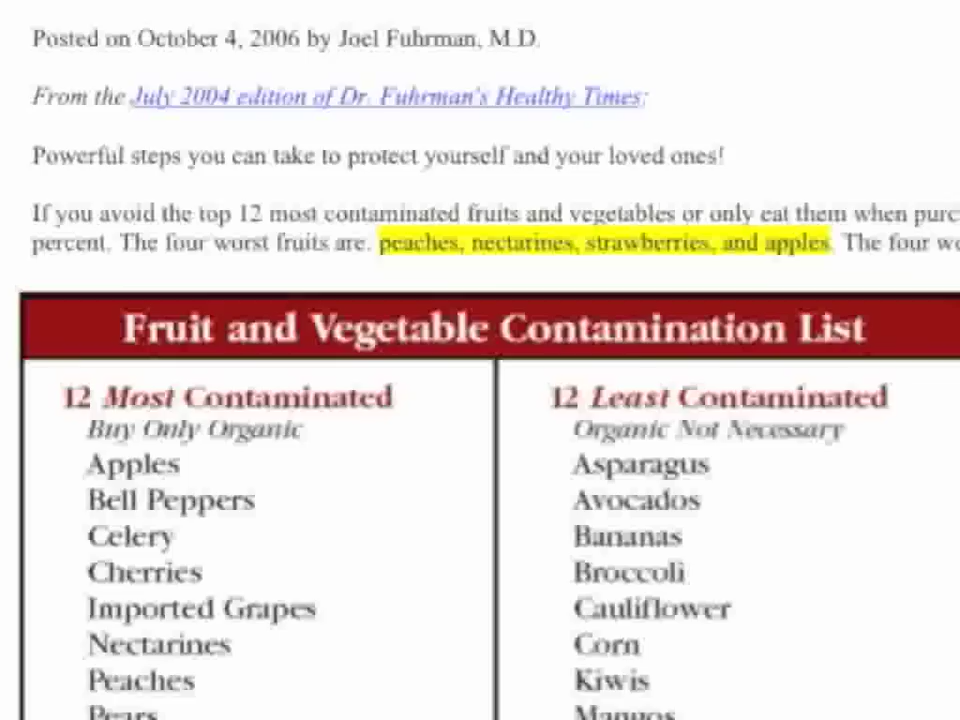 Posted on October 4, 2006 by Joel Fuhrman, M.D.
From the July 2004 edition of Dr. Fuhrman's Healthy Times:
Powerful steps you can take to protect yourself and your loved ones!
If you avoid the top 12 most contaminated fruits and vegetables or only eat them when
percent. The four worst fruits are. peaches, nectarines, strawberries, and apples. The four
Fruit and Vegetable Contamination List
12 Most Contaminated
Buy Only Organic
Apples
Bell Peppers
Celery
Cherries
Imported Grapes
Nectarines
Peaches
Pears
12 Least Contaminated
Organic Not Necessary
Asparagus
Avocados
Bananas
Broccoli
Cauliflower
Corn
Kiwis
Mangos